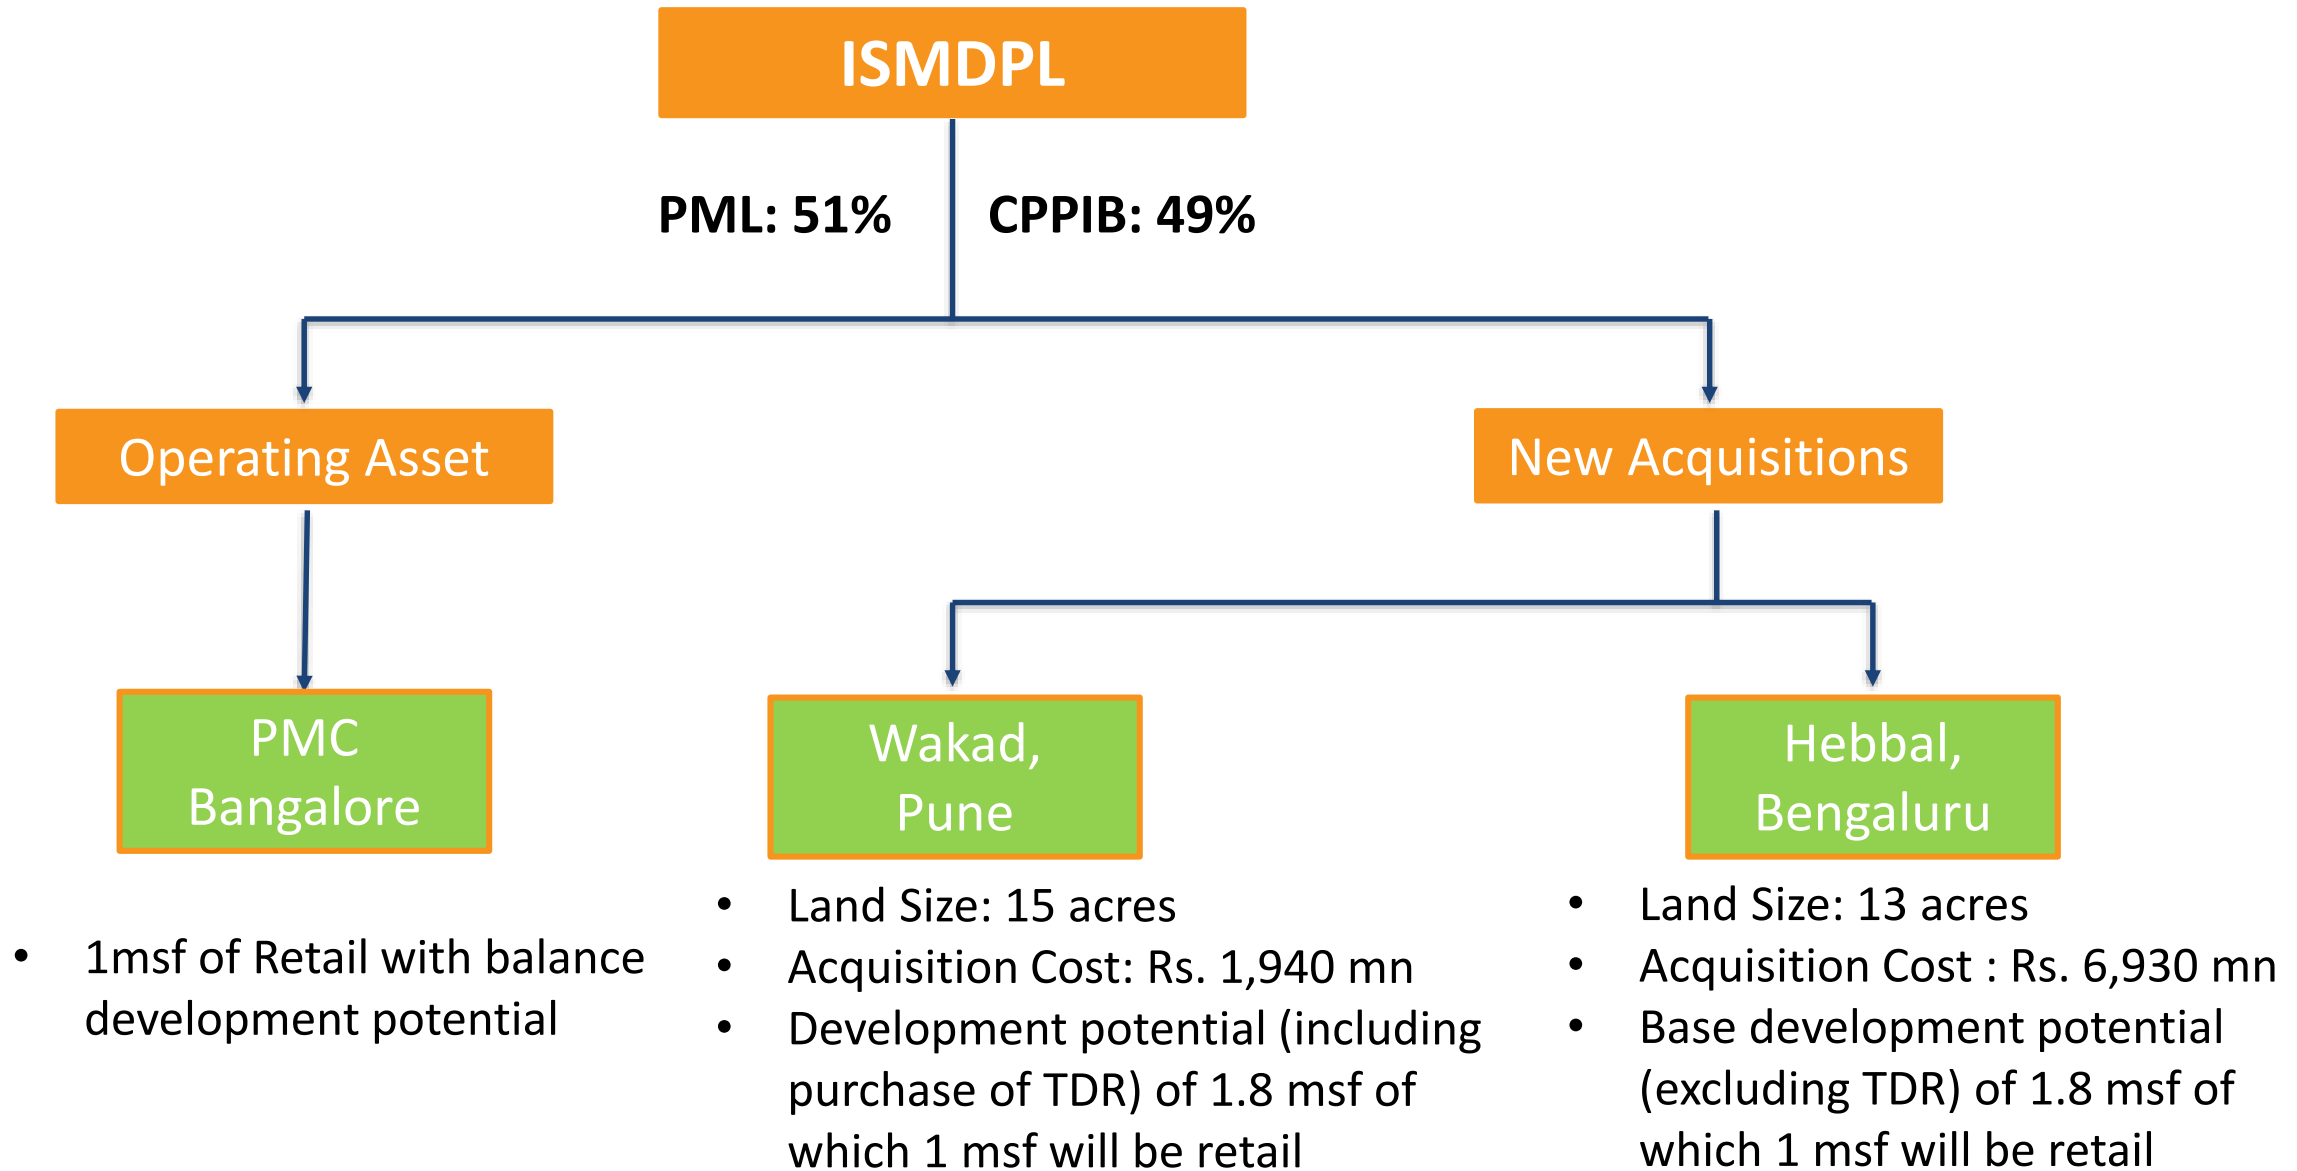 ISMDPL
PML: 51%
CPPIB: 49%
Operating Asset
New Acquisitions
PMC
Bangalore
Wakad,
Pune
Hebbal,
Bengaluru
• 1msf of Retail with balance
development potential
• Land Size: 15 acres
• Acquisition Cost: Rs. 1,940 mn
• Development potential (including
purchase of TDR) of 1.8 msf of
which 1 msf will be retail
• Land Size: 13 acres
• Acquisition Cost : Rs. 6,930 mn
• Base development potential
(excluding TDR) of 1.8 msf of
which 1 msf will be retail